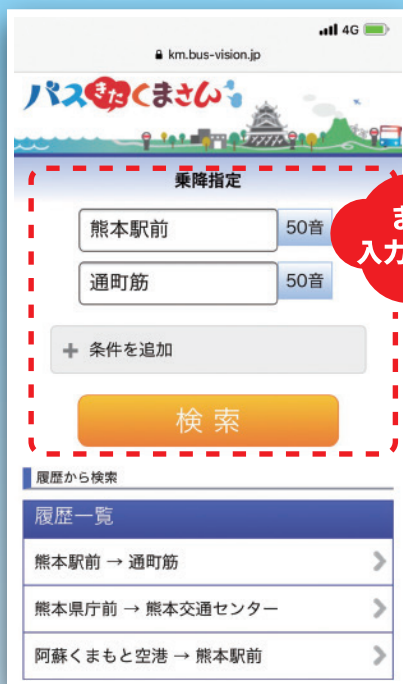 4G
km.bus-vision.jp
バスきたくまさん
乗降指定
熊本駅前
50音
通町筋
50音
+ 条件を追加
検索
ま
入力
履歴から検索
履歴一覧
熊本駅前 → 通町筋
熊本県庁前 → 熊本交通センター
阿蘇くまもと空港 → 熊本駅前